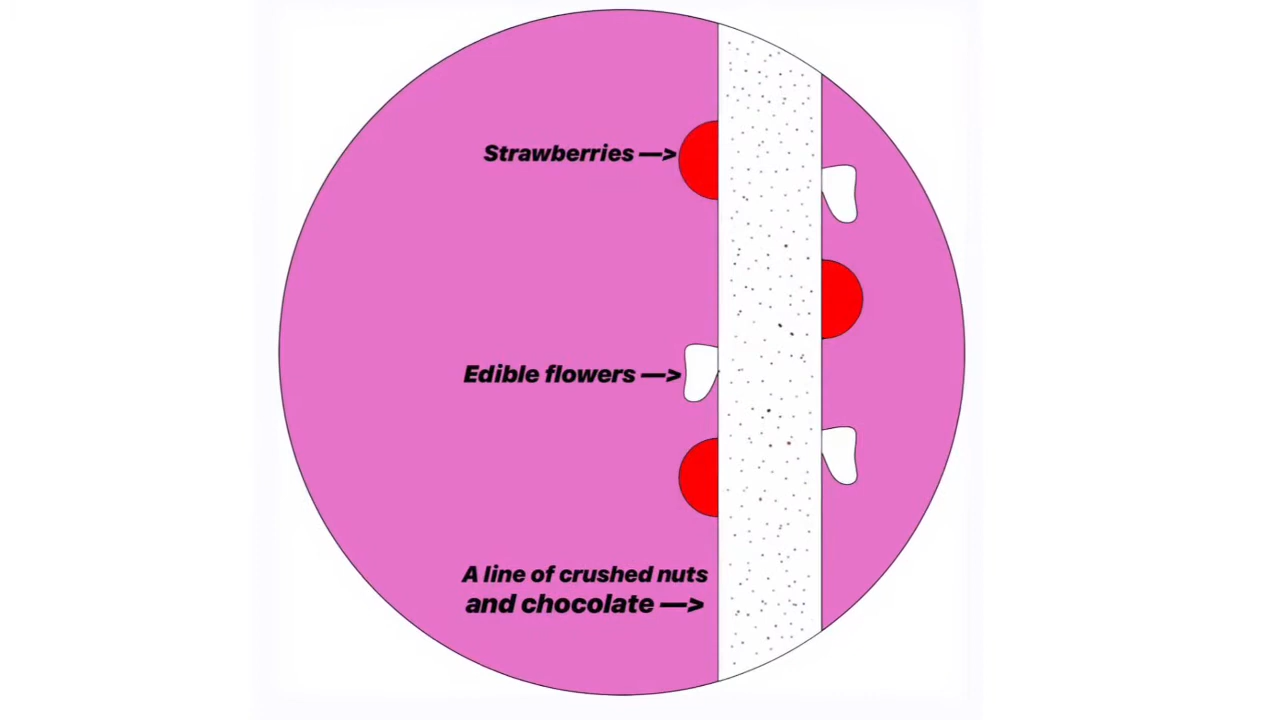 Strawberries —>
Edible flowers —>
A line of crushed nuts
and chocolate —>